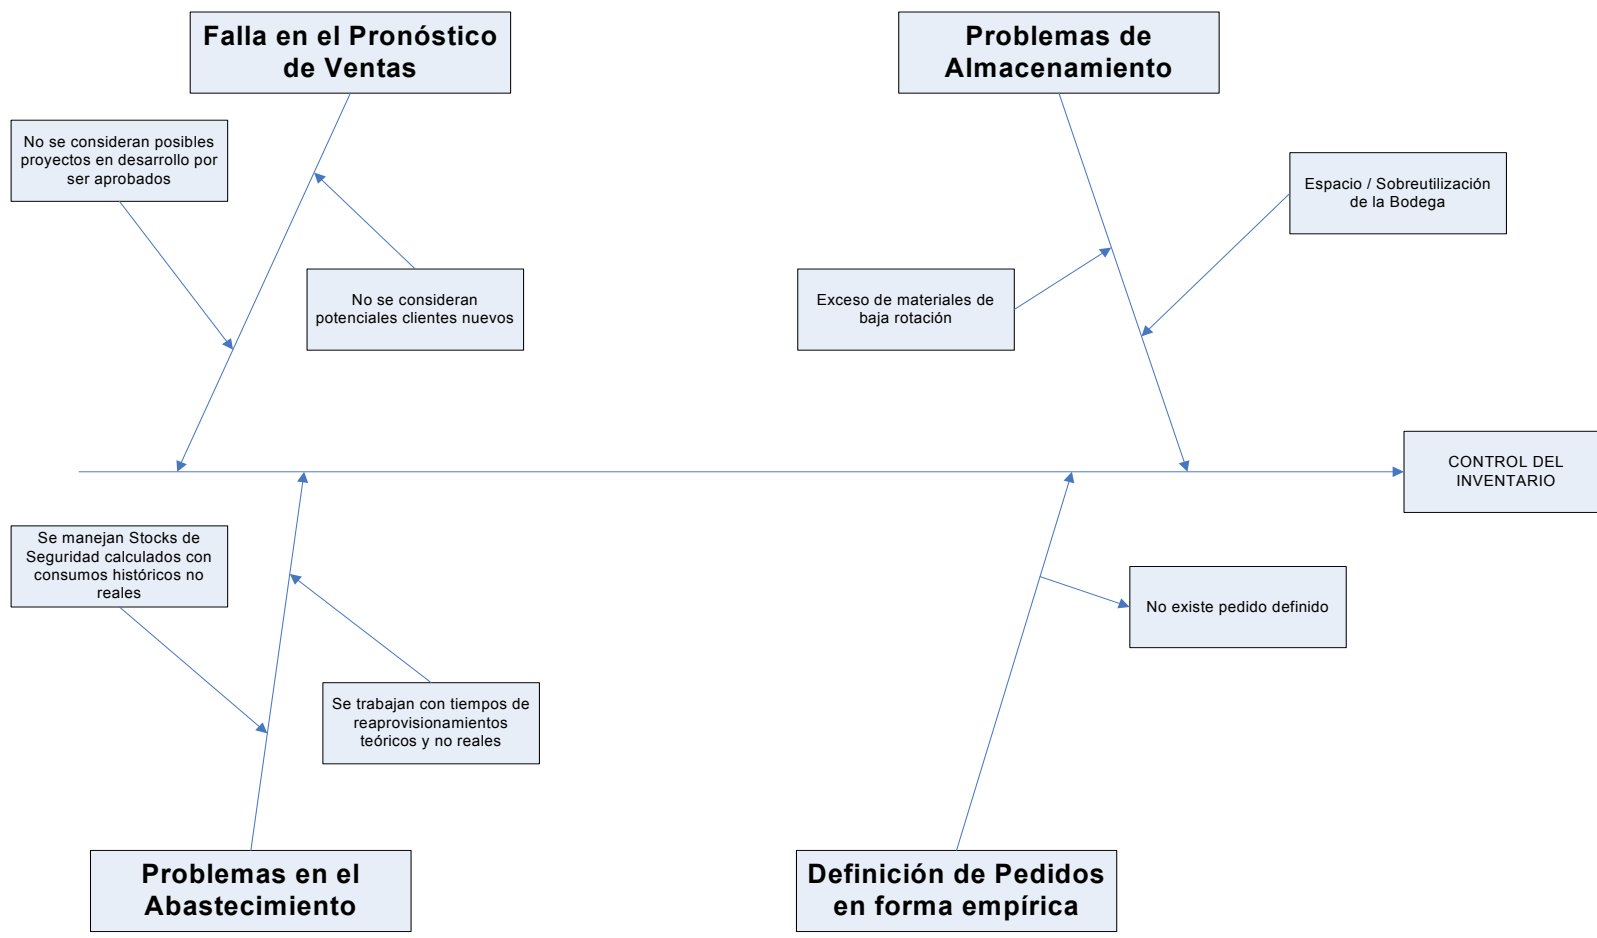 Falla en el Pronóstico
de Ventas
Problemas de
Almacenamiento
No se consideran posibles
proyectos en desarrollo por
ser aprobados
Espacio / Sobreutilización
de la Bodega
No se consideran
potenciales clientes nuevos
Exceso de materiales de
baja rotación
CONTROL DEL
INVENTARIO
Se manejan Stocks de
Seguridad calculados con
consumos históricos no
reales
No existe pedido definido
Se trabajan con tiempos de
reaprovisionamientos
teóricos y no reales
Problemas en el
Abastecimiento
Definición de Pedidos
en forma empírica